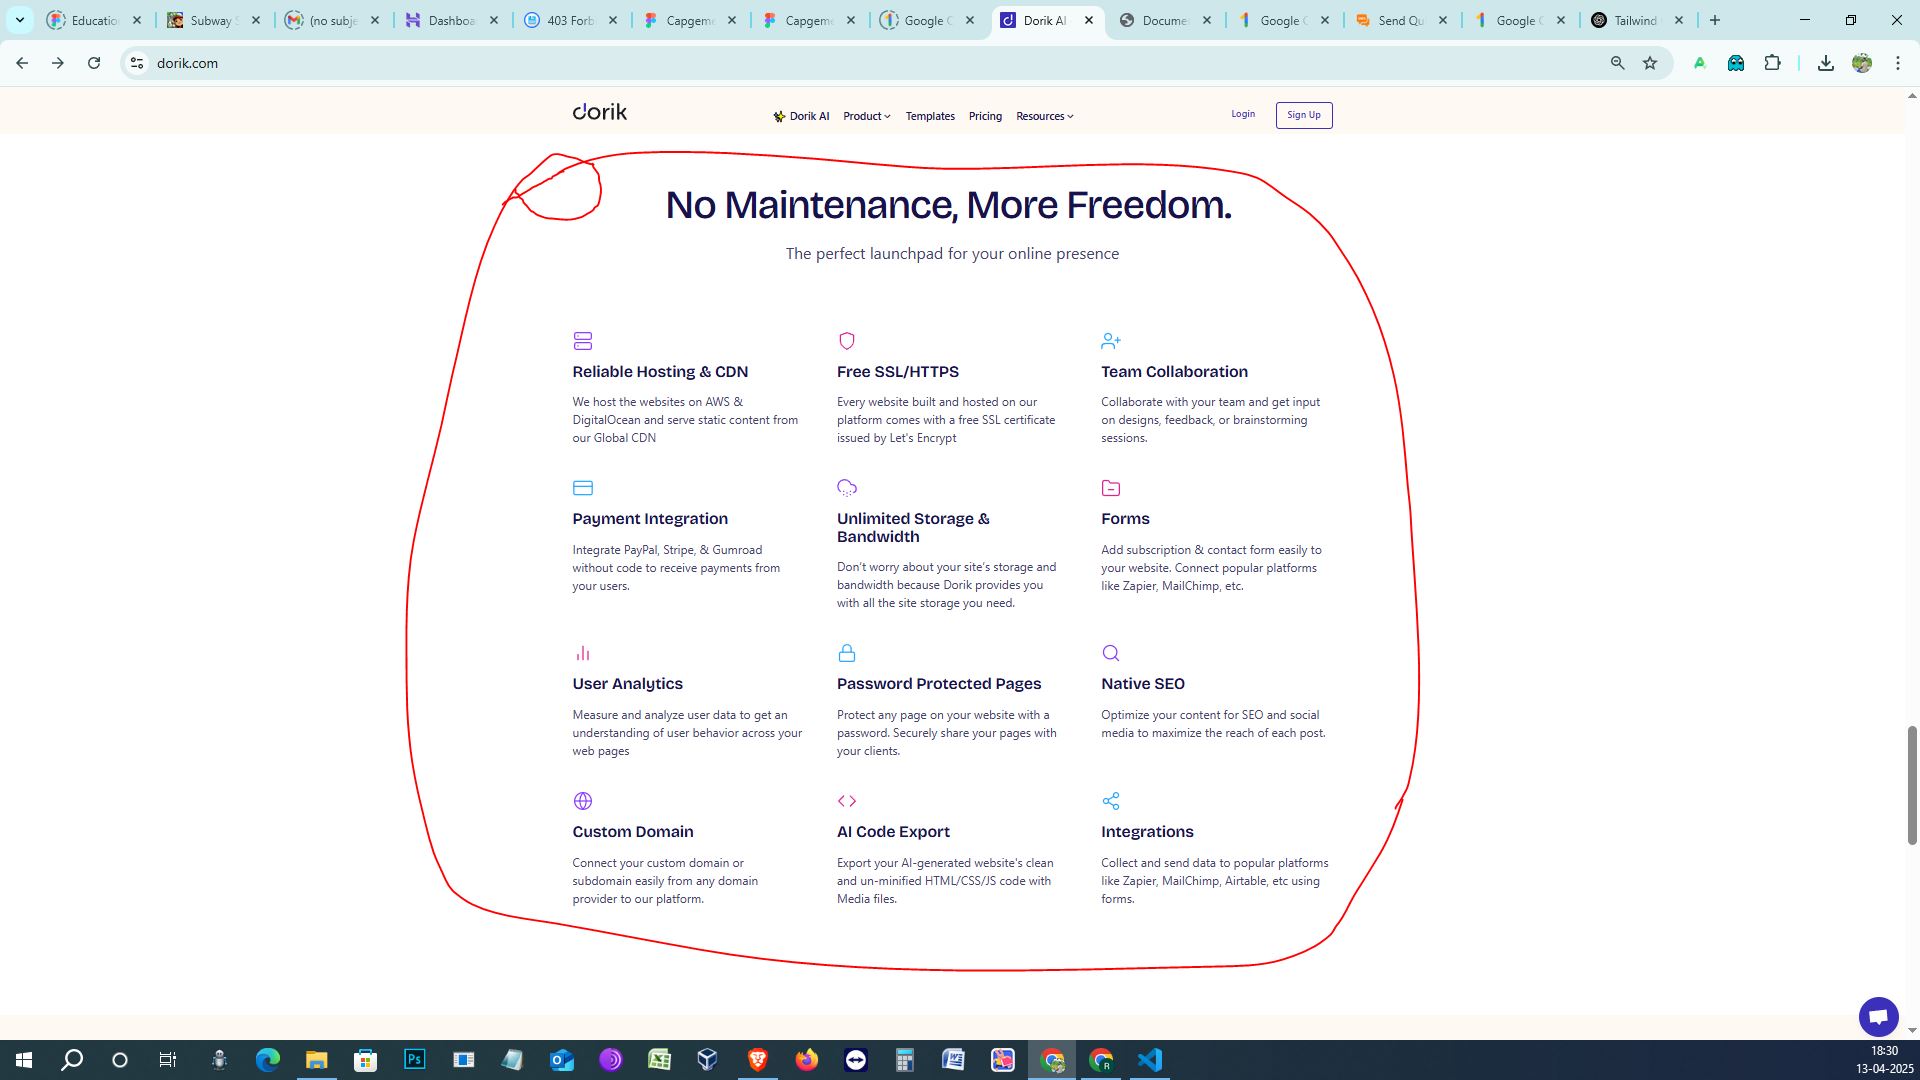 Educatio
Subway S
(no subje
Dashboa
403 Forb
Capgeme
Capgeme
Google C
Dorik AI
Docume
Google C
Send Qu
Google C
Tailwind
dorik.com
dorik
Dorik AI
Product
Templates
Pricing
Resources
Login
Sign Up
No Maintenance, More Freedom.
The perfect launchpad for your online presence
Reliable Hosting & CDN
We host the websites on AWS &
DigitalOcean and serve static content from
our Global CDN
Free SSL/HTTPS
Every website built and hosted on our
platform comes with a free SSL certificate
issued by Let's Encrypt
Team Collaboration
Collaborate with your team and get input
on designs, feedback, or brainstorming
sessions.
Payment Integration
Integrate PayPal, Stripe, & Gumroad
without code to receive payments from
your users.
Unlimited Storage &
Bandwidth
Don’t worry about your site’s storage and
bandwidth because Dorik provides you
with all the site storage you need.
Forms
Add subscription & contact form easily to
your website. Connect popular platforms
like Zapier, MailChimp, etc.
User Analytics
Measure and analyze user data to get an
understanding of user behavior across your
web pages
Password Protected Pages
Protect any page on your website with a
password. Securely share your pages with
your clients.
Native SEO
Optimize your content for SEO and social
media to maximize the reach of each post.
Custom Domain
Connect your custom domain or
subdomain easily from any domain
provider to our platform.
AI Code Export
Export your AI-generated website's clean
and un-minified HTML/CSS/JS code with
Media files.
Integrations
Collect and send data to popular platforms
like Zapier, MailChimp, Airtable, etc using
forms.
Ps
18:30
13-04-2025